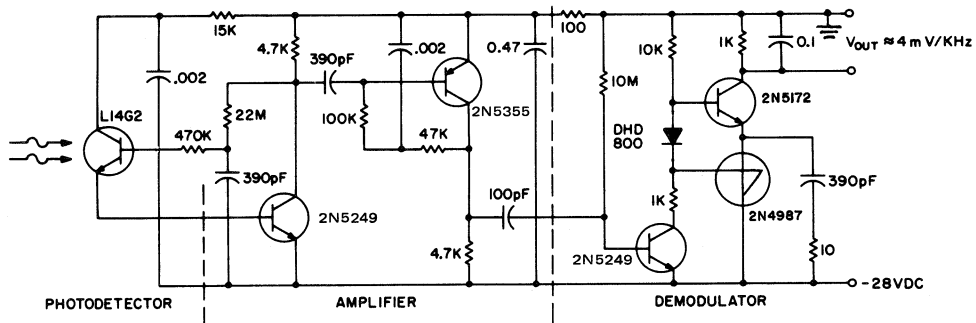 15K
.002
L14G2
470K
22M
390pF
4.7K
390pF
2N5249
100K
.002
47K
2N5355
0.47
100pF
4.7K
100
10M
10K
1K
0.1
V OUT ≈ 4 m V/KHz
2N5172
DHD
800
1K
2N4987
390pF
10
2N5249
-28VDC
PHOTODETECTOR
AMPLIFIER
DEMODULATOR